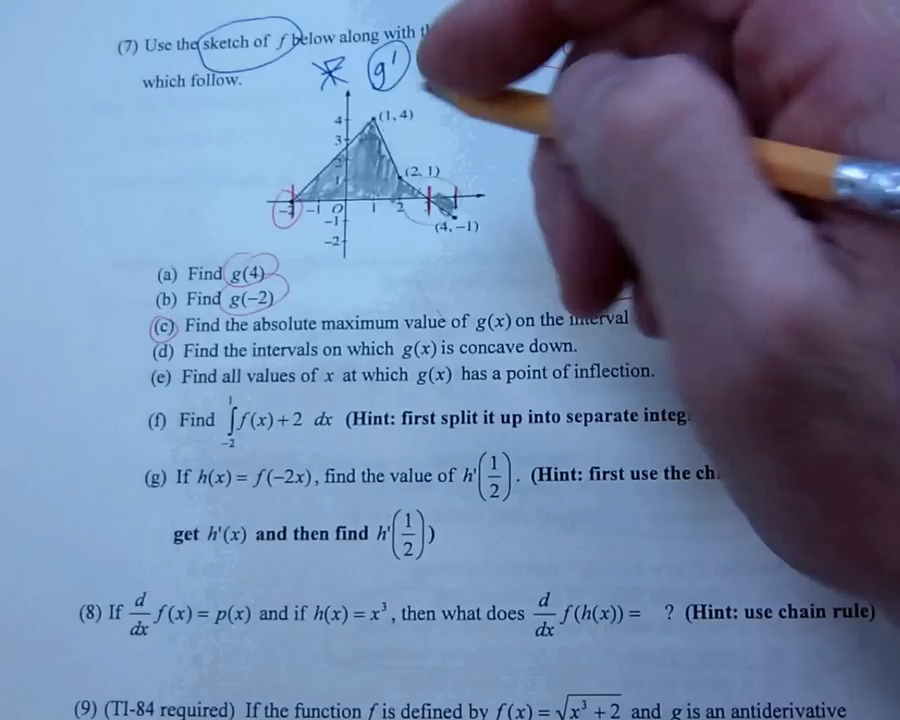 (7) Use the sketch of f below along with
which follow.
g'
4
(1, 4)
3
2
1
(2, 1)
-2 -1 O 1 2
-1
(4, -1)
-2
(a) Find g(4)
(b) Find g(-2)
(c) Find the absolute maximum value of g(x) on the interval
(d) Find the intervals on which g(x) is concave down.
(e) Find all values of x at which g(x) has a point of inflection.
(f) Find ∫₋₂¹ f(x)+2 dx (Hint: first split it up into separate
(g) If h(x) = f(-2x), find the value of h'(1/2). (Hint: first use the
get h'(x) and then find h'(1/2))
(8) If d/dx f(x) = p(x) and if h(x) = x³, then what does d/dx f(h(x)) = ? (Hint: use chain rule)
(9) (TI-84 required) If the function f is defined by f(x) = √(x³+2) and g is an antiderivative